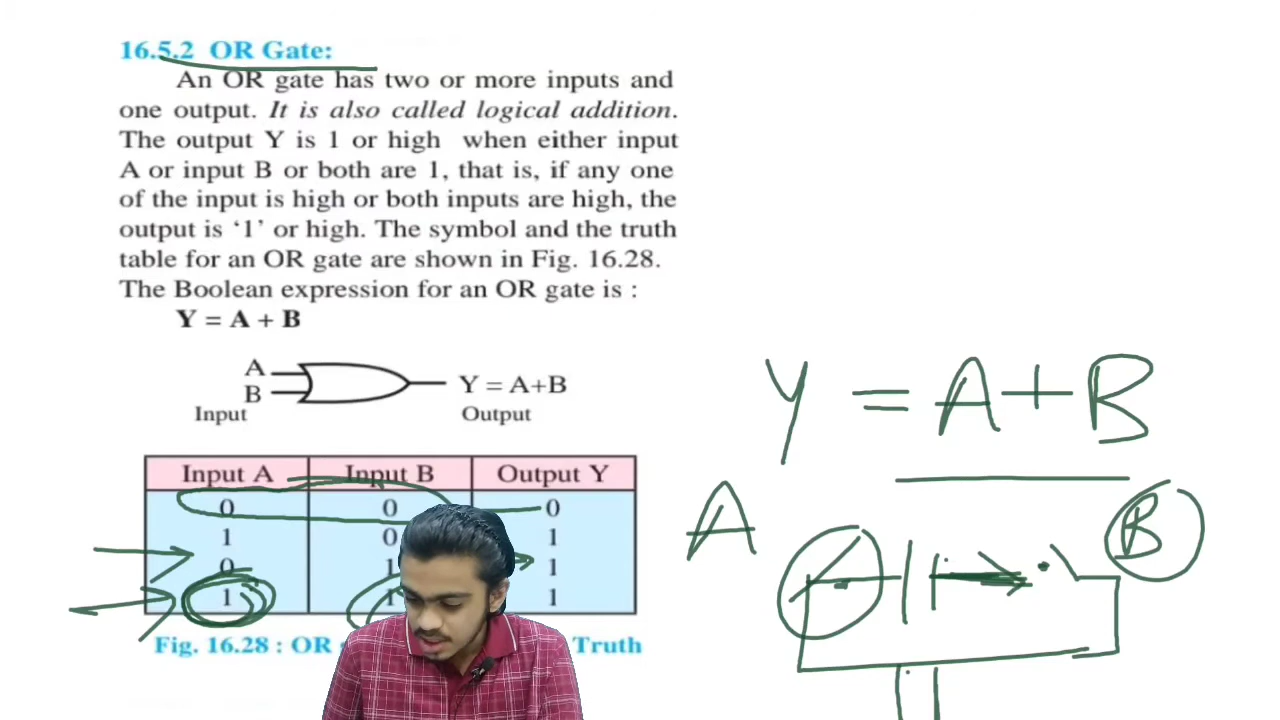 16.5.2 OR Gate:
An OR gate has two or more inputs and
one output. It is also called logical addition.
The output Y is 1 or high when either input
A or input B or both are 1, that is, if any one
of the input is high or both inputs are high, the
output is ‘1’ or high. The symbol and the truth
table for an OR gate are shown in Fig. 16.28.
The Boolean expression for an OR gate is :
Y = A + B
A
B
Y = A+B
Input
Output
Input A Input B Output Y
0 0 0
1 0 1
0 1 1
1 1 1
Fig. 16.28 : OR
Truth
Y = A+B
A
B